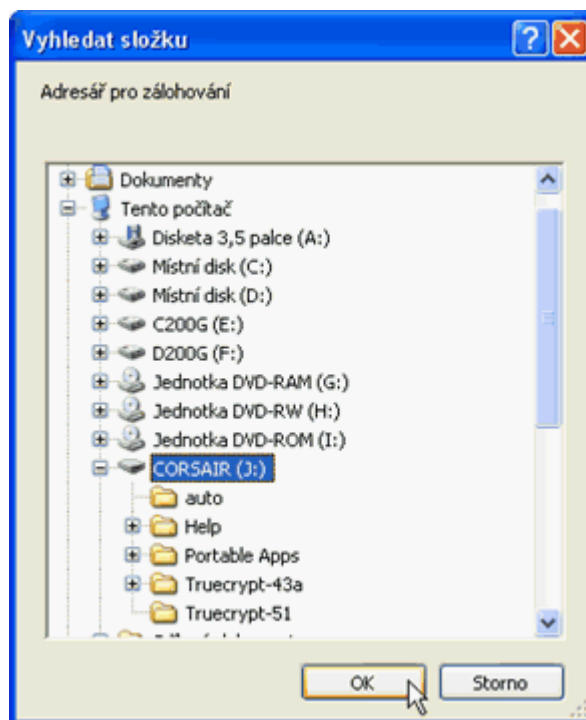 Vyhledat složku
Adresář pro zálohování
Dokumenty
Tento počítač
Disketa 3,5 palce (A:)
Místní disk (C:)
Místní disk (D:)
C200G (E:)
D200G (F:)
Jednotka DVD-RAM (G:)
Jednotka DVD-RW (H:)
Jednotka DVD-ROM (I:)
CORSAIR (J:)
auto
Help
Portable Apps
Truecrypt-43a
Truecrypt-51
OK
Storno